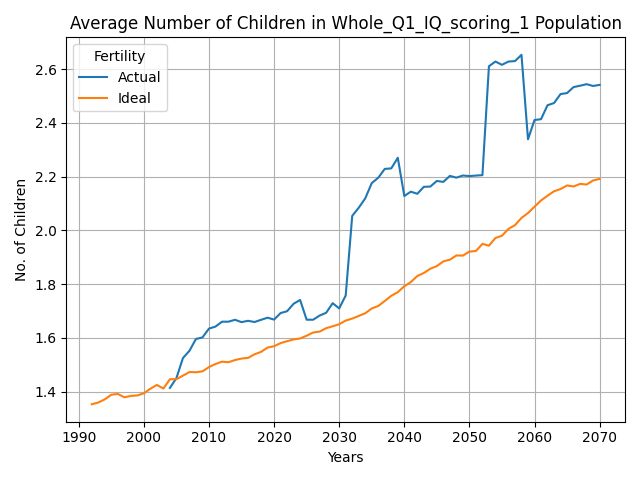 Average Number of Children in Whole_Q1_IQ_scoring_1 Population
Fertility
Actual
Ideal
No. of Children
2.6
2.4
2.2
2.0
1.8
1.6
1.4
1990 2000 2010 2020 2030 2040 2050 2060 2070
Years